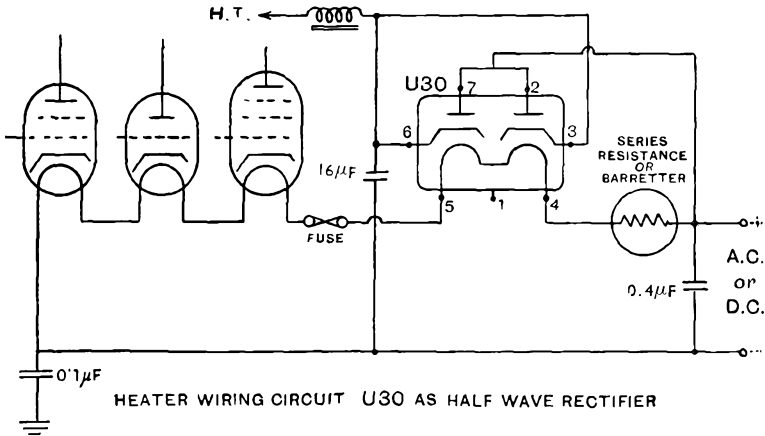 H.T.
U30
7
2
6
3
16µF
5
1
4
SERIES
RESISTANCE
OR
BARRETTER
FUSE
A.C.
or
D.C.
0.4µF
0.1µF
HEATER WIRING CIRCUIT U30 AS HALF WAVE RECTIFIER